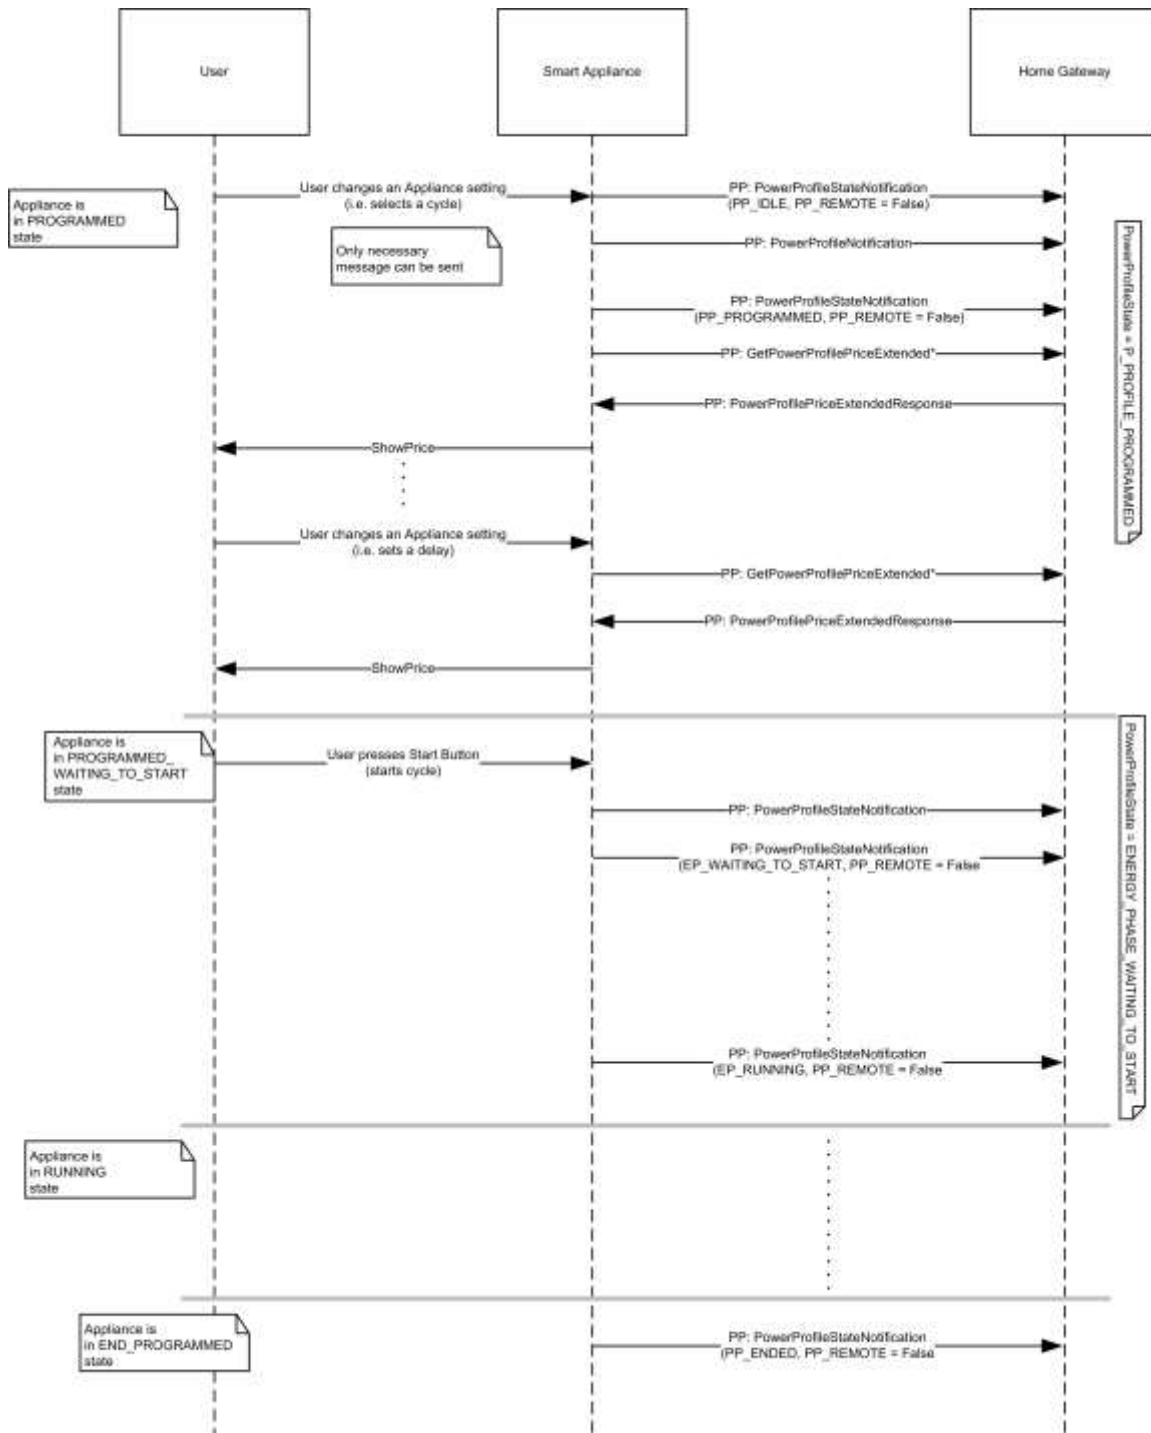 User
Smart Appliance
Home Gateway
Appliance is
in PROGRAMMED
state
User changes an Appliance setting
(i.e. selects a cycle)
PP: PowerProfileStateNotification
(PP_IDLE, PP_REMOTE = False)
Only necessary
message can be sent
PP: PowerProfileNotification
PP: PowerProfileStateNotification
(PP_PROGRAMMED, PP_REMOTE = False)
PP: GetPowerProfilePriceExtended*
PP: PowerProfilePriceExtendedResponse
ShowPrice
PowerProfileState = P_PROFILE_PROGRAMMED
User changes an Appliance setting
(i.e. sets a delay)
PP: GetPowerProfilePriceExtended*
PP: PowerProfilePriceExtendedResponse
ShowPrice
Appliance is
in PROGRAMMED_
WAITING_TO_START
state
User presses Start Button
(starts cycle)
PP: PowerProfileStateNotification
PP: PowerProfileStateNotification
(EP_WAITING_TO_START, PP_REMOTE = False
PowerProfileState = ENERGY_PHASE_WAITING_TO_START
PP: PowerProfileStateNotification
(EP_RUNNING, PP_REMOTE = False
Appliance is
in RUNNING
state
Appliance is
in END_PROGRAMMED
state
PP: PowerProfileStateNotification
(PP_ENDED, PP_REMOTE = False